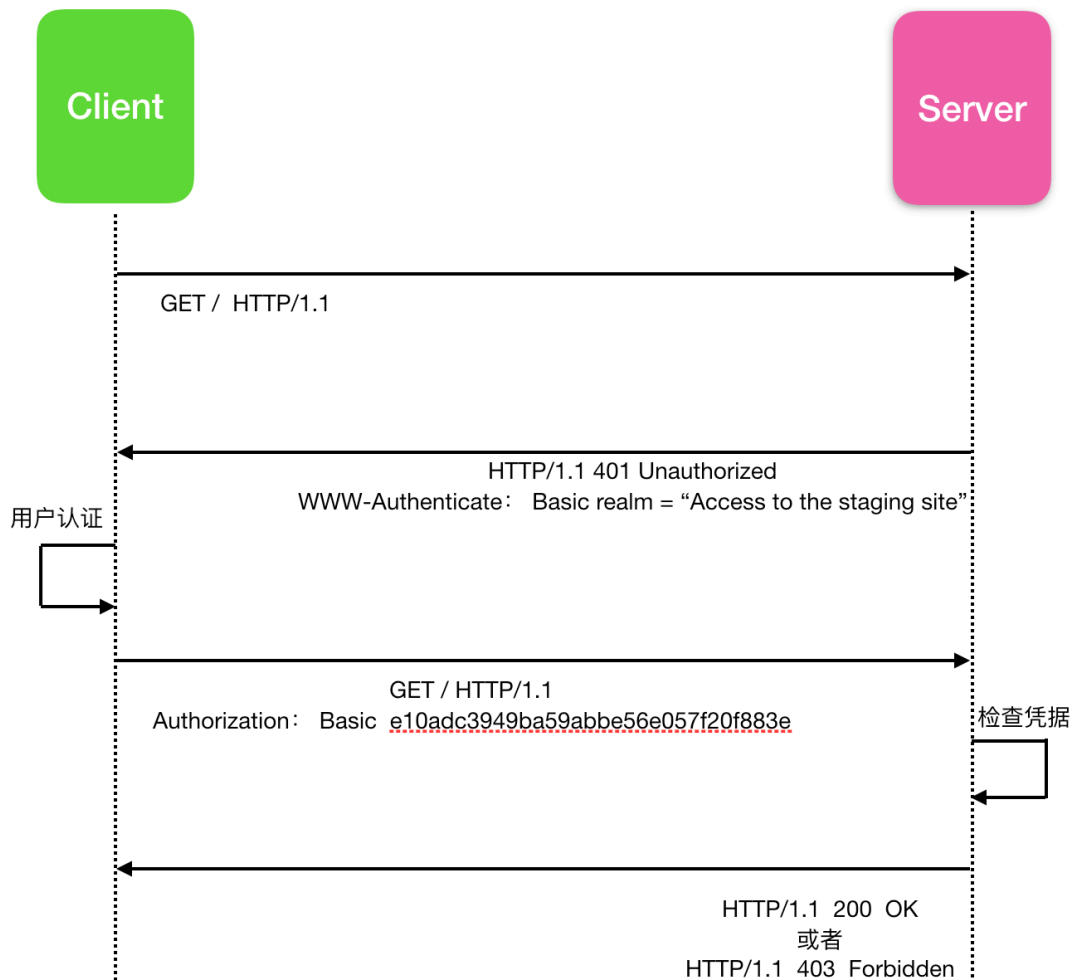 Client
Server
GET /  HTTP/1.1
HTTP/1.1 401 Unauthorized
WWW-Authenticate： Basic realm = “Access to the staging site”
用户认证
GET / HTTP/1.1
Authorization： Basic e10adc3949ba59abbe56e057f20f883e
检查凭据
HTTP/1.1  200  OK
或者
HTTP/1.1  403  Forbidden